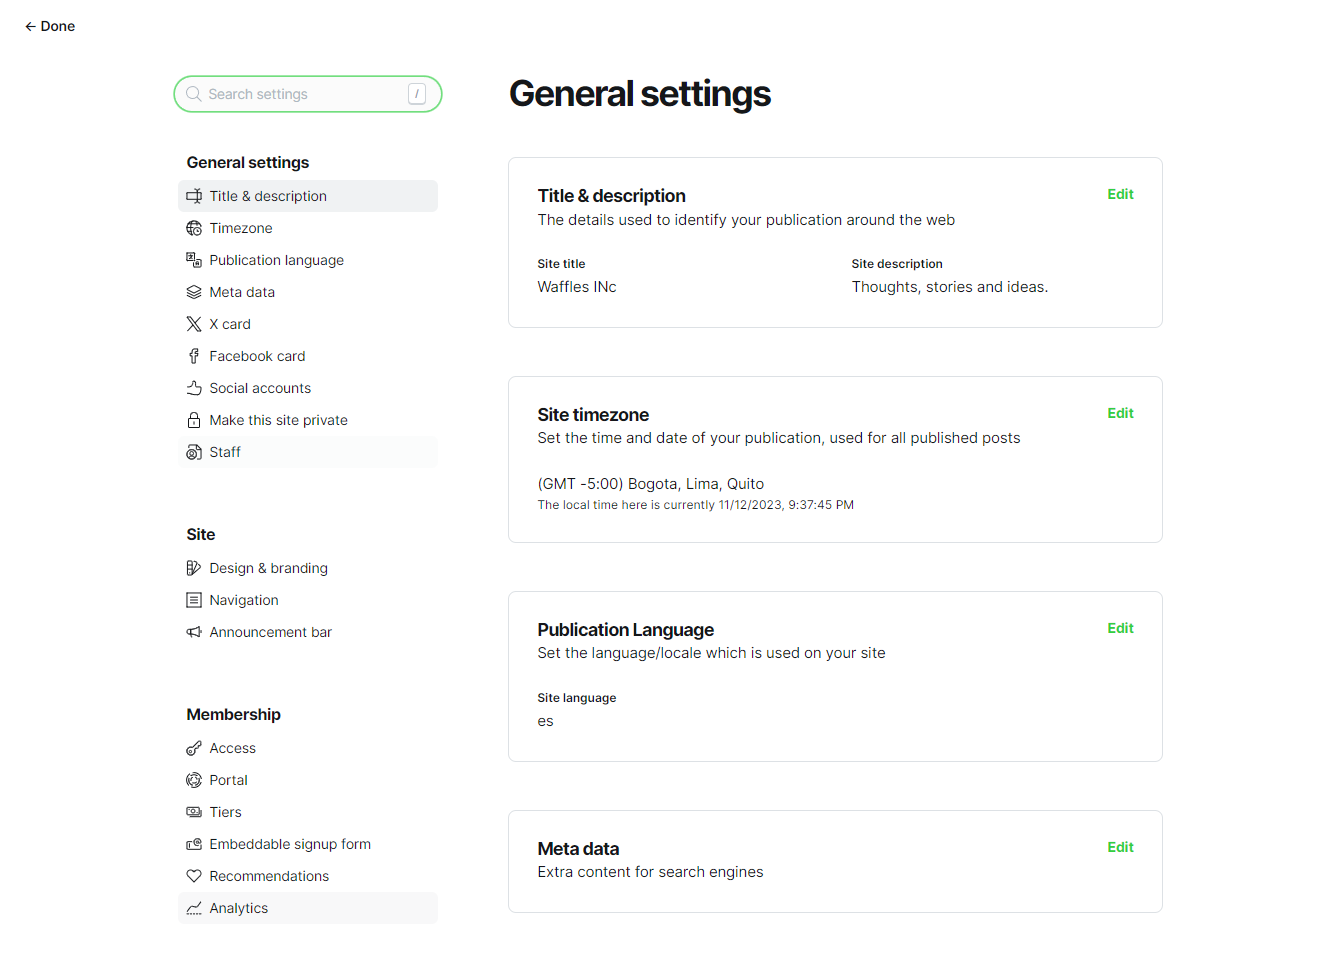 ← Done
Search settings /
General settings
Title & description
Timezone
Publication language
Meta data
X card
Facebook card
Social accounts
Make this site private
Staff
Site
Design & branding
Navigation
Announcement bar
Membership
Access
Portal
Tiers
Embeddable signup form
Recommendations
Analytics
General settings
Title & description
Edit
The details used to identify your publication around the web
Site title
Waffles INc
Site description
Thoughts, stories and ideas.
Site timezone
Edit
Set the time and date of your publication, used for all published posts
(GMT -5:00) Bogota, Lima, Quito
The local time here is currently 11/12/2023, 9:37:45 PM
Publication Language
Edit
Set the language/locale which is used on your site
Site language
es
Meta data
Edit
Extra content for search engines